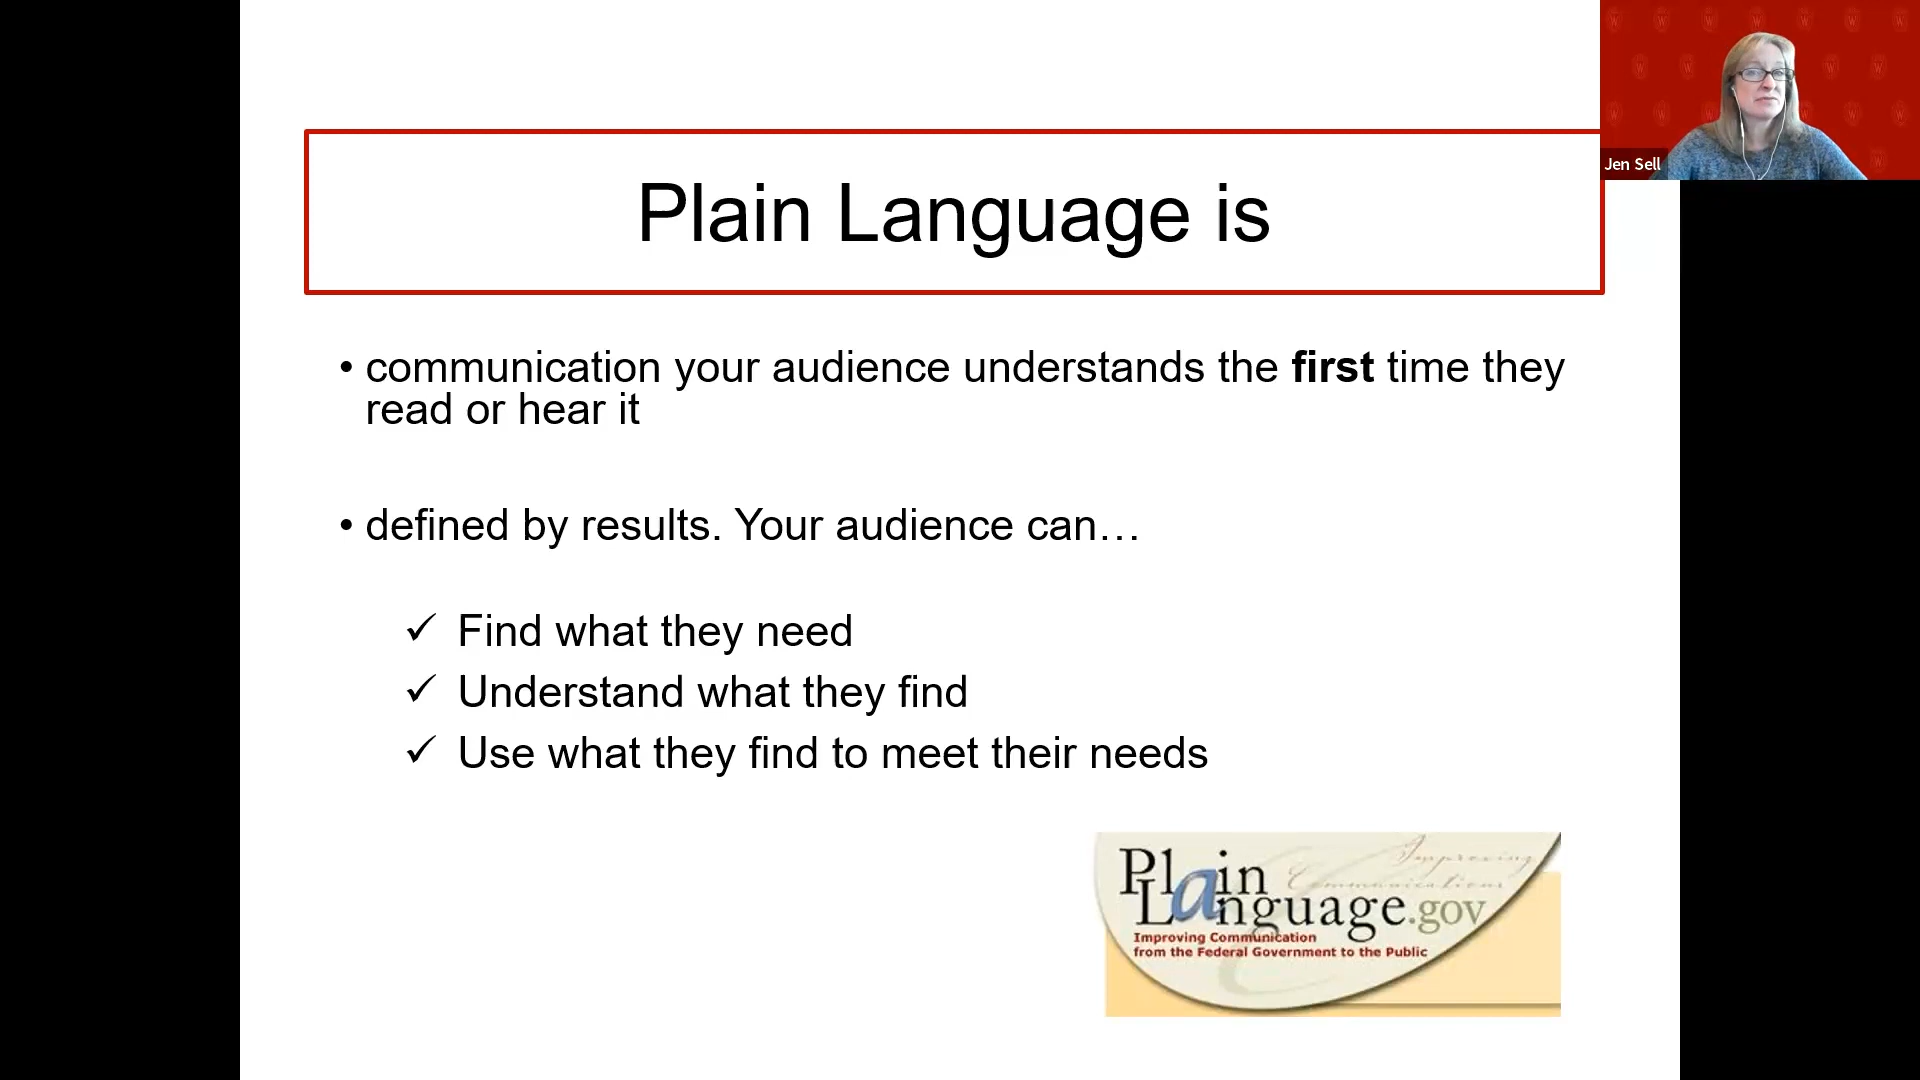 Plain Language is
• communication your audience understands the first time they
read or hear it
• defined by results. Your audience can…
✓ Find what they need
✓ Understand what they find
✓ Use what they find to meet their needs
Jen Sell
Improving
Communications
Plain
Language.gov
Improving Communication
from the Federal Government to the Public